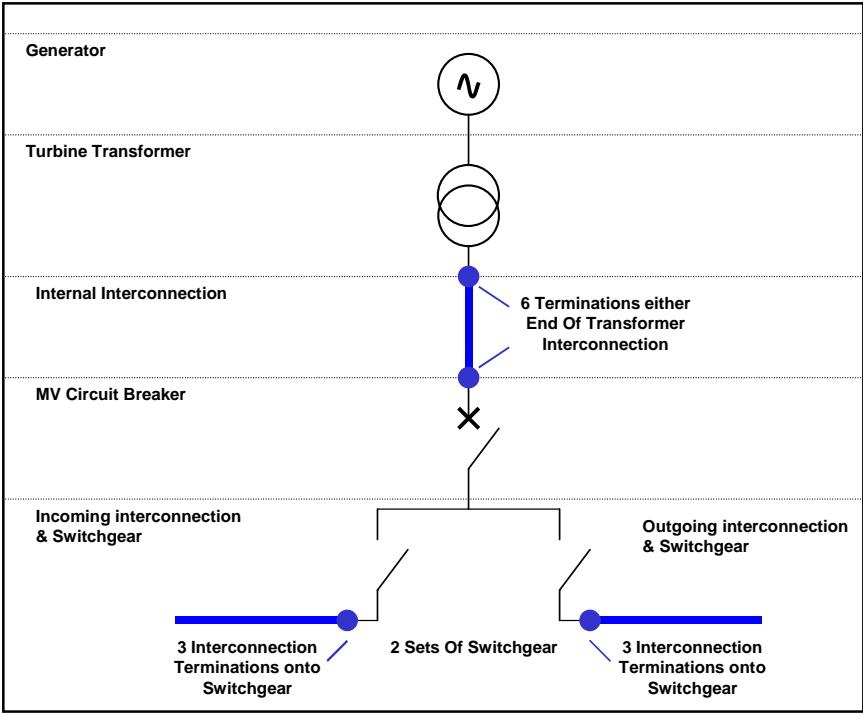 Generator
Turbine Transformer
Internal Interconnection
6 Terminations either
End Of Transformer
Interconnection
MV Circuit Breaker
Incoming interconnection
& Switchgear
Outgoing interconnection
& Switchgear
3 Interconnection
Terminations onto
Switchgear
2 Sets Of Switchgear
3 Interconnection
Terminations onto
Switchgear